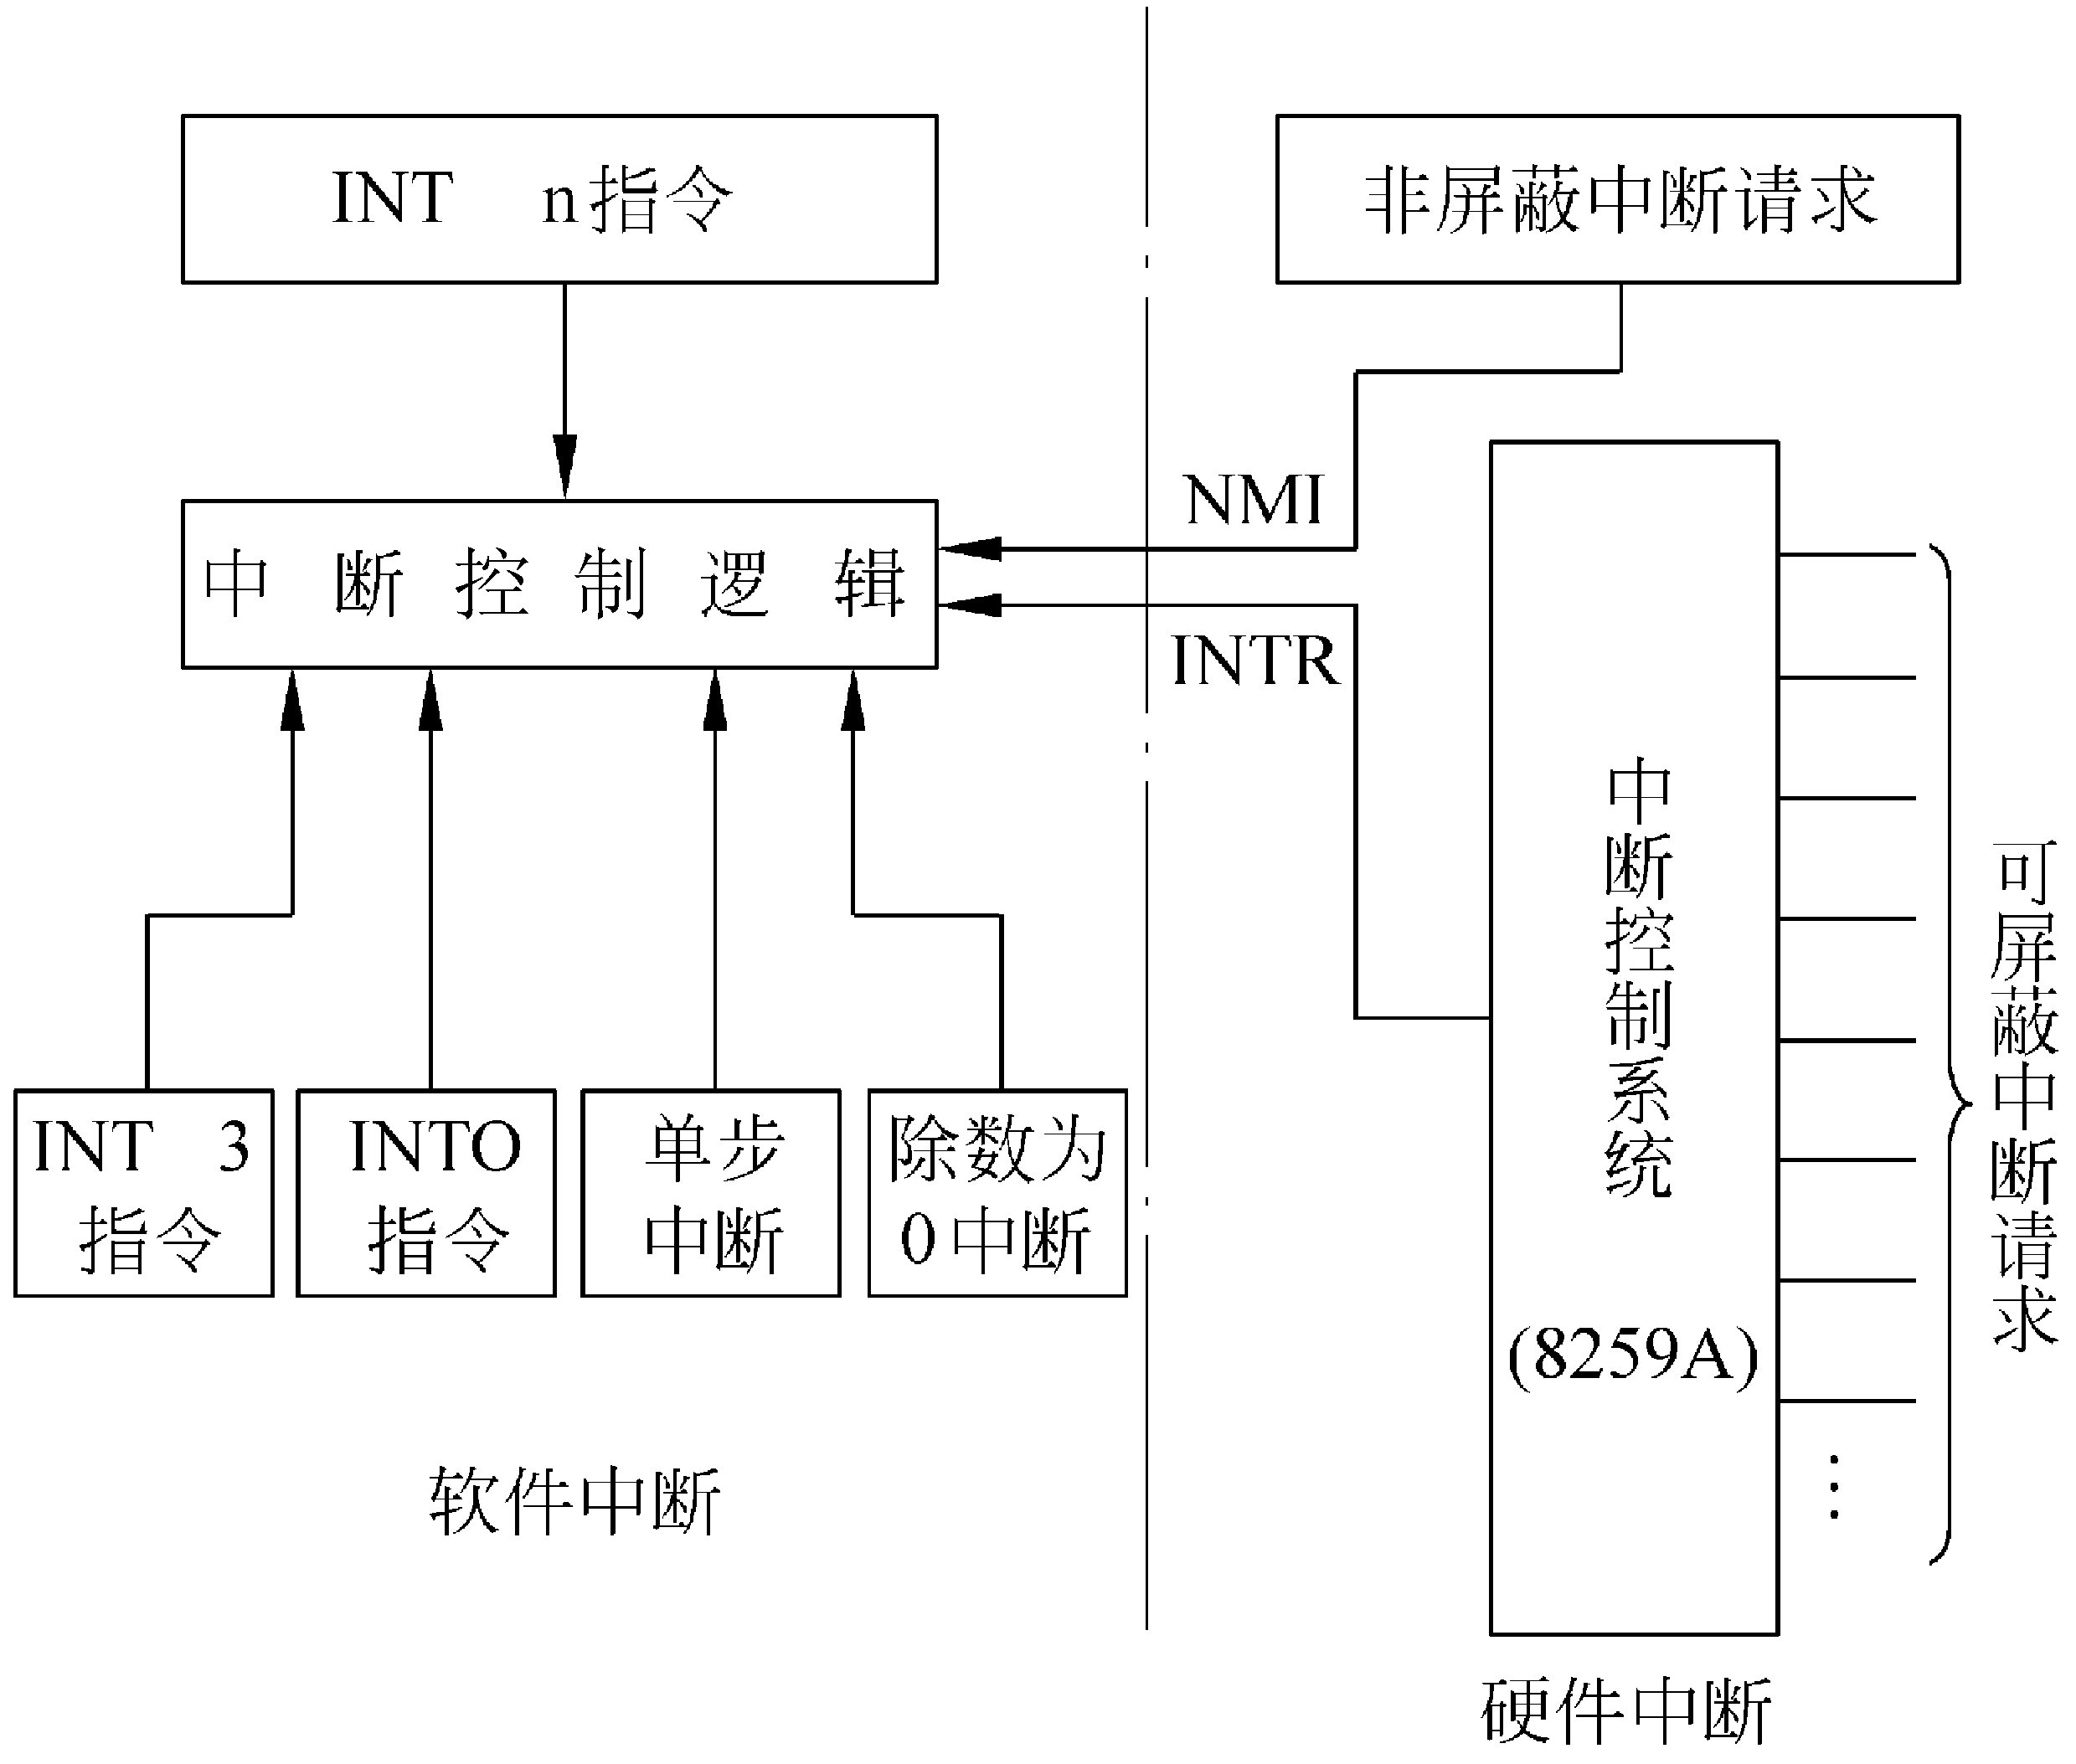 INT n指令
非屏蔽中断请求
NMI
中断控制逻辑
INTR
中断控制系统
(8259A)
可屏蔽中断请求
INT 3
指令
INTO
指令
单步
中断
除数为
0中断
软件中断
硬件中断